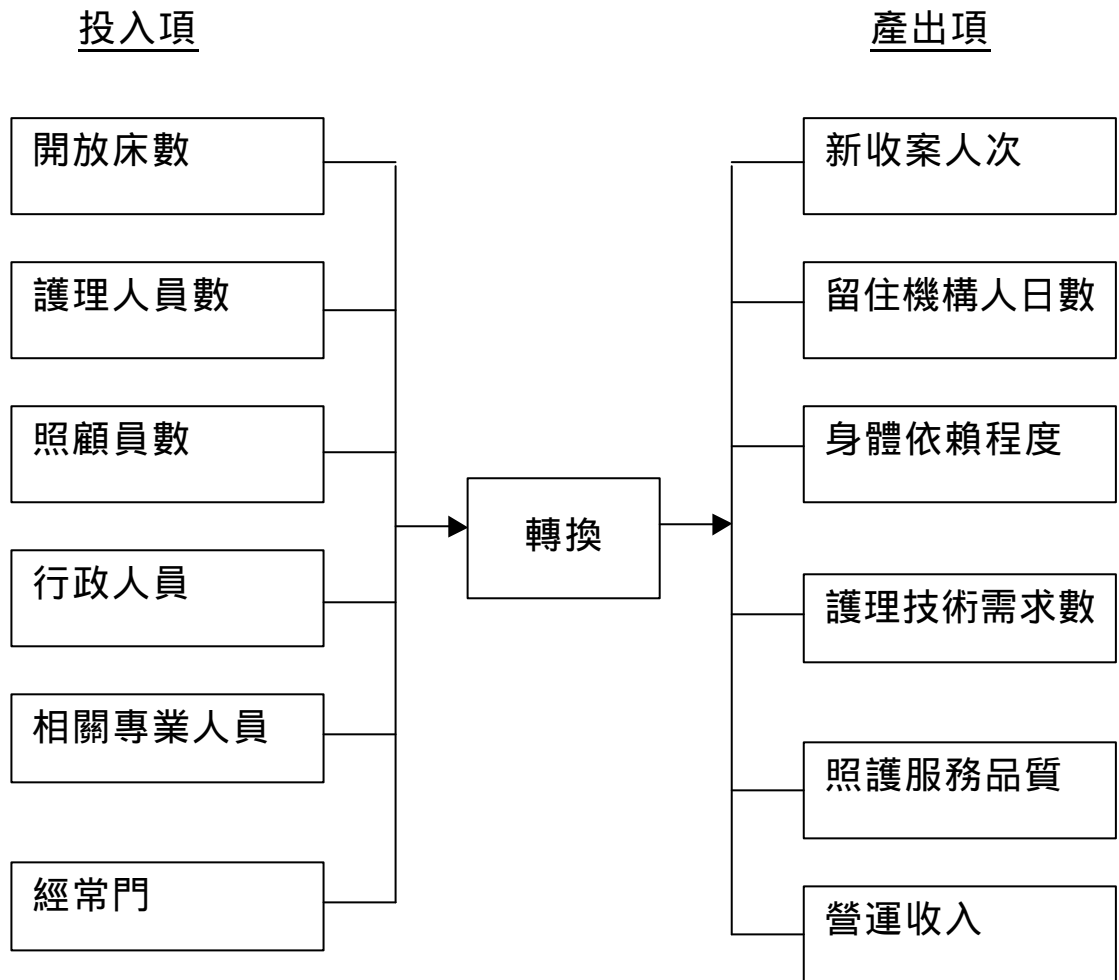 投入項
產出項
開放床數
新收案人次
護理人員數
留住機構人日數
照顧員數
身體依賴程度
轉換
行政人員
護理技術需求數
相關專業人員
照護服務品質
經常門
營運收入